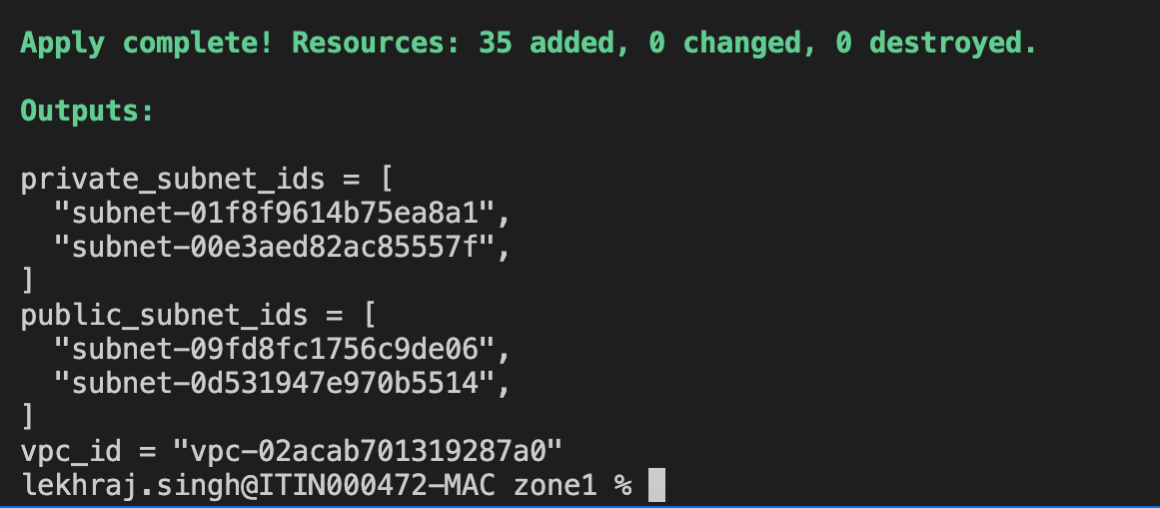 Apply complete! Resources: 35 added, 0 changed, 0 destroyed.
Outputs:
private_subnet_ids = [
  "subnet-01f8f9614b75ea8a1",
  "subnet-00e3aed82ac85557f",
]
public_subnet_ids = [
  "subnet-09fd8fc1756c9de06",
  "subnet-0d531947e970b5514",
]
vpc_id = "vpc-02acab701319287a0"
lekhraj.singh@ITIN000472-MAC zone1 %